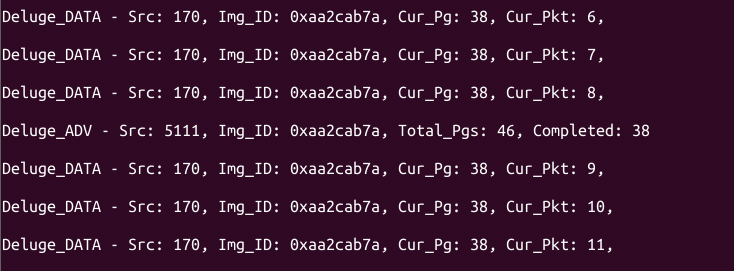 Deluge_DATA - Src: 170, Img_ID: 0xaa2cab7a, Cur_Pg: 38, Cur_Pkt: 6,
Deluge_DATA - Src: 170, Img_ID: 0xaa2cab7a, Cur_Pg: 38, Cur_Pkt: 7,
Deluge_DATA - Src: 170, Img_ID: 0xaa2cab7a, Cur_Pg: 38, Cur_Pkt: 8,
Deluge_ADV - Src: 5111, Img_ID: 0xaa2cab7a, Total_Pgs: 46, Completed: 38
Deluge_DATA - Src: 170, Img_ID: 0xaa2cab7a, Cur_Pg: 38, Cur_Pkt: 9,
Deluge_DATA - Src: 170, Img_ID: 0xaa2cab7a, Cur_Pg: 38, Cur_Pkt: 10,
Deluge_DATA - Src: 170, Img_ID: 0xaa2cab7a, Cur_Pg: 38, Cur_Pkt: 11,